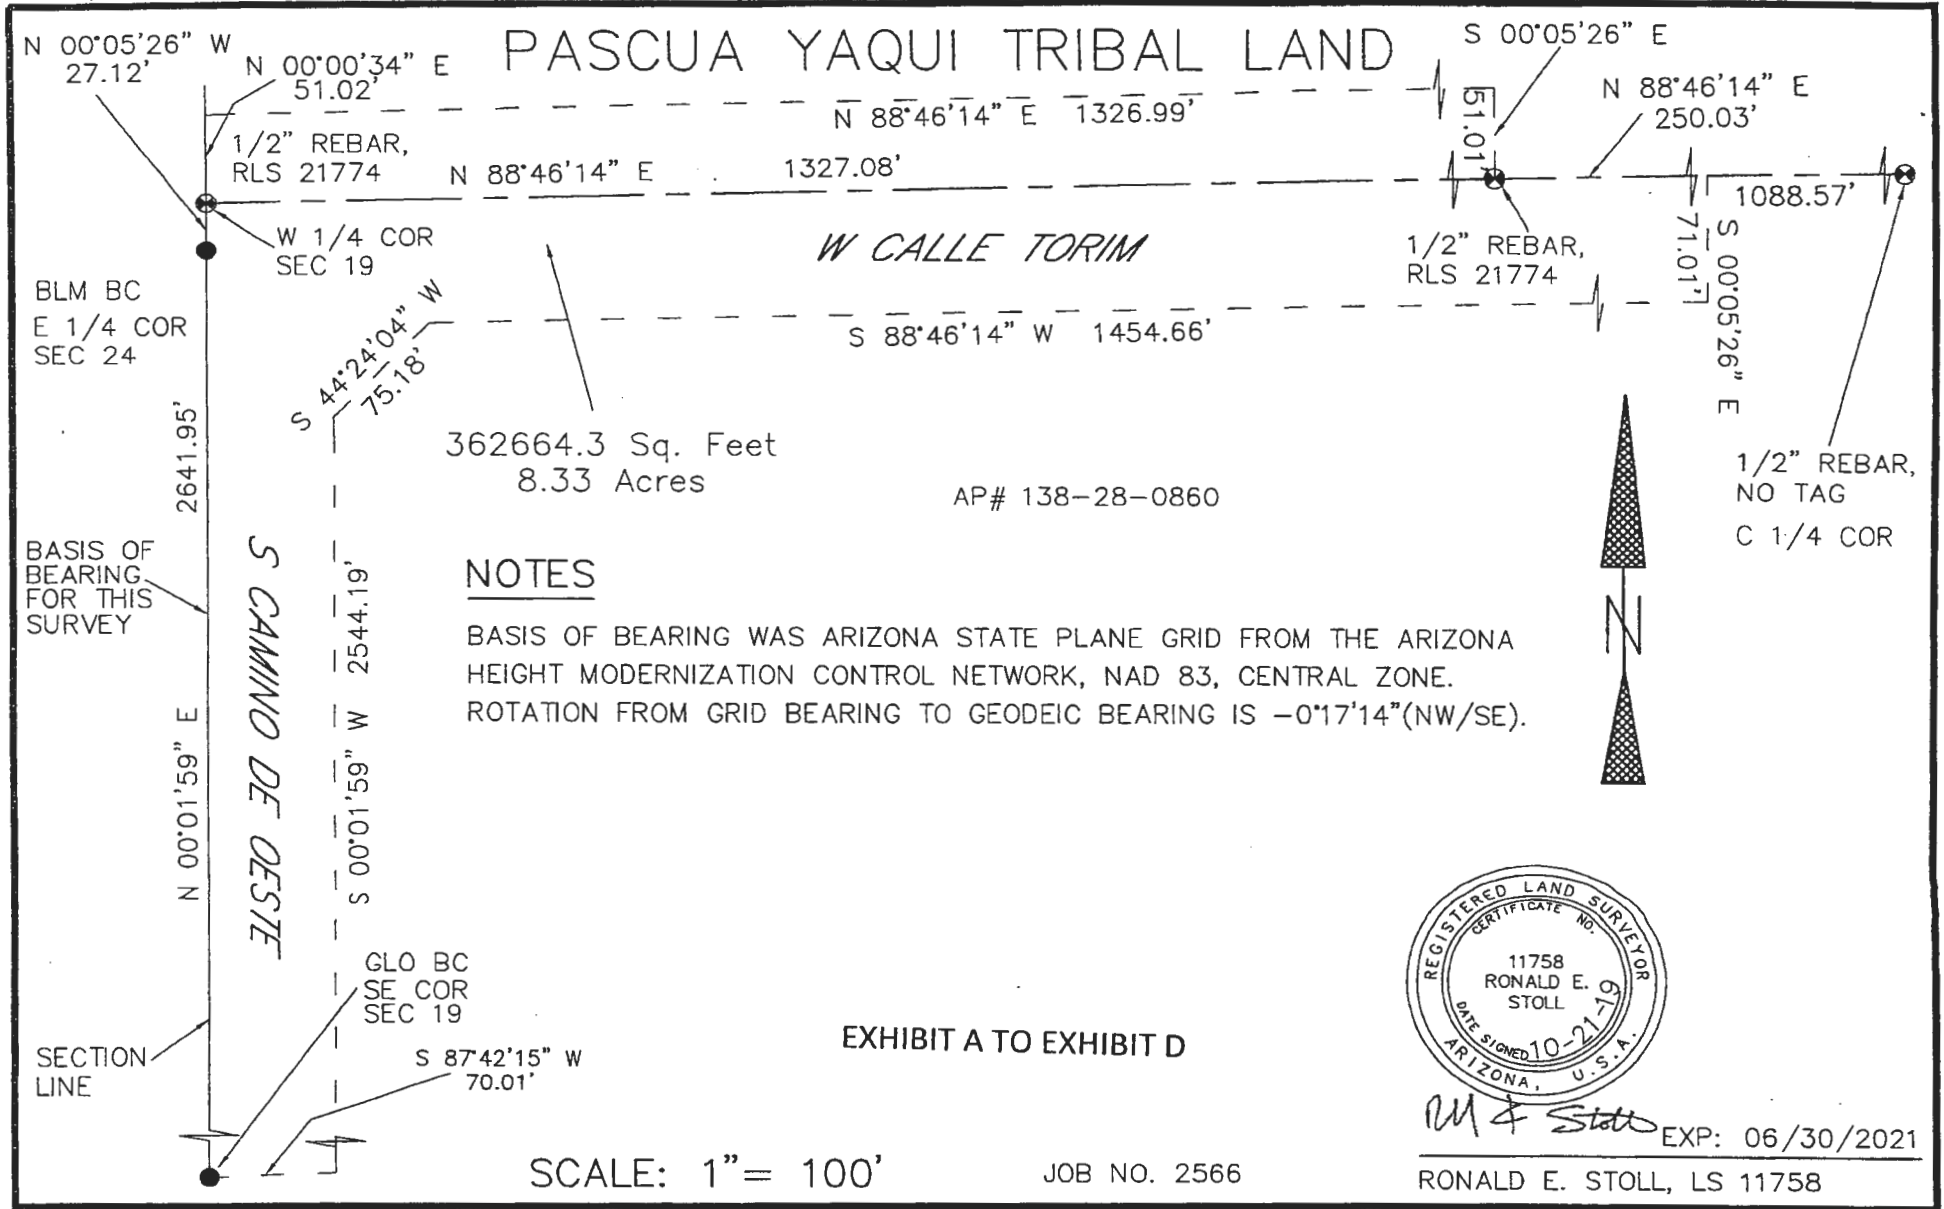 PASCUA YAQUI TRIBAL LAND
N 00°05'26" W
27.12'
N 00°00'34" E
51.02'
N 88°46'14" E 1326.99'
S 00°05'26" E
51.01'
N 88°46'14" E
250.03'
1/2" REBAR,
RLS 21774
N 88°46'14" E 1327.08'
1088.57'
W 1/4 COR
SEC 19
W CALLE TORIM
1/2" REBAR,
RLS 21774
S 00°05'26" E
71.01'
BLM BC
E 1/4 COR
SEC 24
S 44°24'04" W
75.18'
S 88°46'14" W 1454.66'
362664.3 Sq. Feet
8.33 Acres
AP# 138-28-0860
1/2" REBAR,
NO TAG
C 1/4 COR
N 00°01'59" E 2641.95'
BASIS OF
BEARING
FOR THIS
SURVEY
S CAMINO DE OESTE
S 00°01'59" W 2544.19'
NOTES
BASIS OF BEARING WAS ARIZONA STATE PLANE GRID FROM THE ARIZONA
HEIGHT MODERNIZATION CONTROL NETWORK, NAD 83, CENTRAL ZONE.
ROTATION FROM GRID BEARING TO GEODEIC BEARING IS -0°17'14"(NW/SE).
N
GLO BC
SE COR
SEC 19
SECTION
LINE
S 87°42'15" W
70.01'
EXHIBIT A TO EXHIBIT D
REGISTERED LAND SURVEYOR
CERTIFICATE NO.
11758
RONALD E.
STOLL
DATE SIGNED 10-21-19
ARIZONA, U.S.A.
EXP: 06/30/2021
SCALE: 1"= 100'
JOB NO. 2566
RONALD E. STOLL, LS 11758